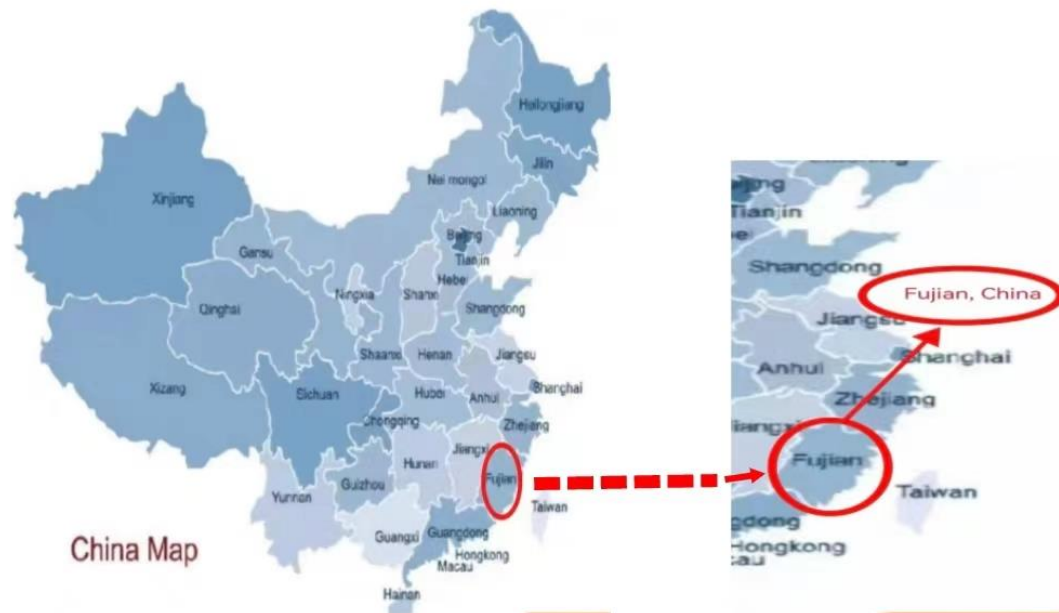 Heilongjiang
Jilin
Nei mongol
Xinjiang
Liaoning
Beijing
Gansu
Tianjin
Hebei
Ningxia
Shanxi
Qinghai
Shangdong
Shaanxi
Henan
Jiangsu
Xizang
Sichuan
Hubei
Anhui
Shanghai
Chongqing
Zhejiang
Hunan
Jiangxi
Fujian
Guizhou
Yunnan
Taiwan
Guangxi
Guangdong
Hongkong
Macau
Hainan
China Map
Tianjin
Shangdong
Fujian, China
Jiangsu
Shanghai
Anhui
Zhejiang
Fujian
Taiwan
Hongkong